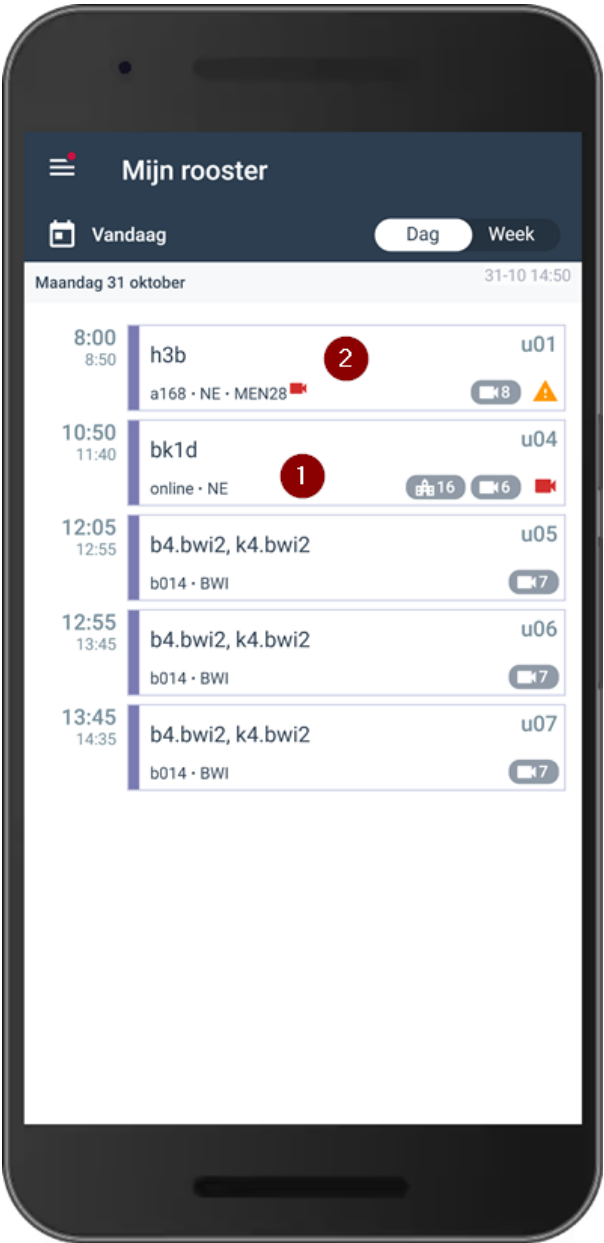 Mijn rooster
Vandaag Dag Week
Maandag 31 oktober 31-10 14:50
8:00 h3b 2 u01
8:50
a168 · NE · MEN28 8
10:50 bk1d u04
11:40
online · NE 1 16 6
12:05 b4.bwi2, k4.bwi2 u05
12:55
b014 · BWI 7
12:55 b4.bwi2, k4.bwi2 u06
13:45
b014 · BWI 7
13:45 b4.bwi2, k4.bwi2 u07
14:35
b014 · BWI 7